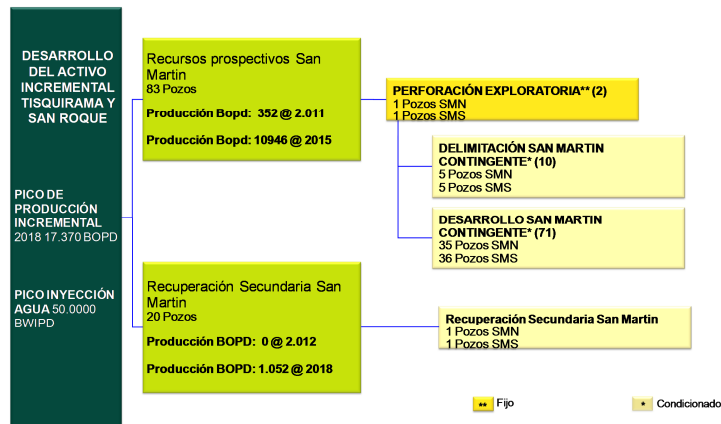 DESARROLLO
DEL ACTIVO
INCREMENTAL
TISQUIRAMA Y
SAN ROQUE
PICO DE
PRODUCCIÓN
INCREMENTAL
2018 17.370 BOPD
PICO INYECCIÓN
AGUA 50.0000
BWIPD
Recursos prospectivos San
Martin
83 Pozos
Producción Bopd: 352 @ 2.011
Producción Bopd: 10946 @ 2015
Recuperación Secundaria San
Martin
20 Pozos
Producción BOPD: 0 @ 2.012
Producción BOPD: 1.052 @ 2018
PERFORACIÓN EXPLORATORIA** (2)
1 Pozos SMN
1 Pozos SMS
DELIMITACIÓN SAN MARTIN
CONTINGENTE* (10)
5 Pozos SMN
5 Pozos SMS
DESARROLLO SAN MARTIN
CONTINGENTE* (71)
35 Pozos SMN
36 Pozos SMS
Recuperación Secundaria San Martin
1 Pozos SMN
1 Pozos SMS
** Fijo
* Condicionado